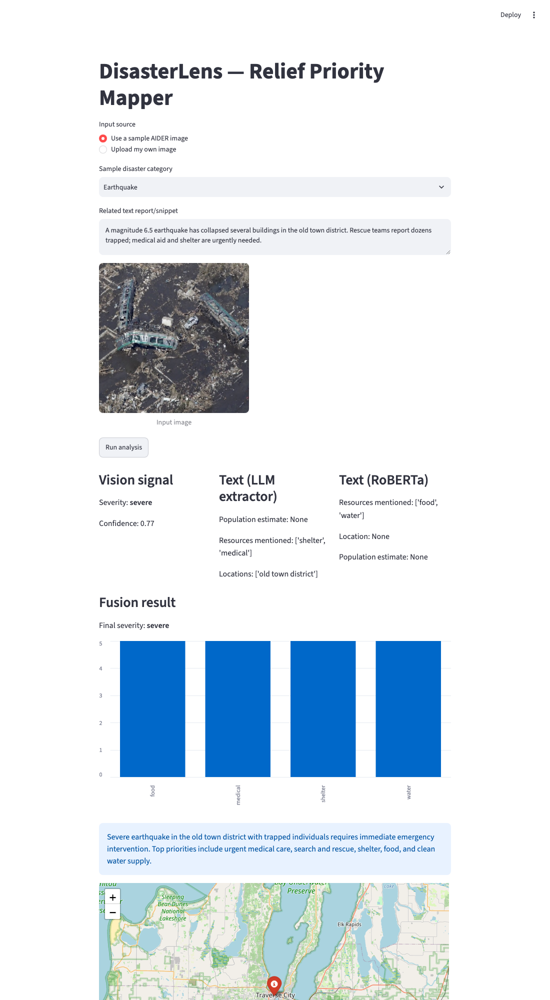 Deploy
DisasterLens — Relief Priority
Mapper
Input source
Use a sample AIDER image
Upload my own image
Sample disaster category
Earthquake
Related text report/snippet
A magnitude 6.5 earthquake has collapsed several buildings in the old town district. Rescue teams report dozens
trapped; medical aid and shelter are urgently needed.
Input image
Run analysis
Vision signal
Severity: severe
Confidence: 0.77
Text (LLM
extractor)
Population estimate: None
Resources mentioned: ['shelter',
'medical']
Locations: ['old town district']
Text (RoBERTa)
Resources mentioned: ['food',
'water']
Location: None
Population estimate: None
Fusion result
Final severity: severe
5
4
3
2
1
0
food
medical
shelter
water
Severe earthquake in the old town district with trapped individuals requires immediate emergency
intervention. Top priorities include urgent medical care, search and rescue, shelter, food, and clean
water supply.
+
−
Sleeping
Bear Dunes
National
Lakeshore
Bay Underwater
Preserve
Lake
Elk Rapids
Traverse City